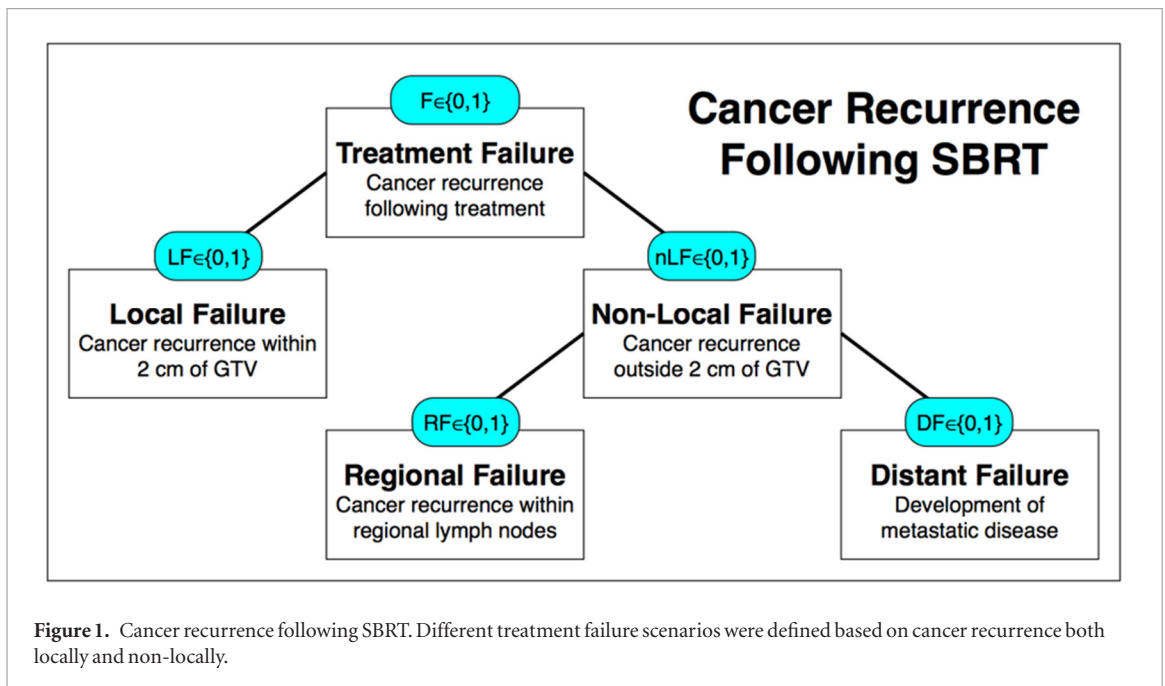 Cancer Recurrence
Following SBRT
F∈{0,1}
Treatment Failure
Cancer recurrence
following treatment
LF∈{0,1}
Local Failure
Cancer recurrence within
2 cm of GTV
nLF∈{0,1}
Non-Local Failure
Cancer recurrence
outside 2 cm of GTV
RF∈{0,1}
Regional Failure
Cancer recurrence within
regional lymph nodes
DF∈{0,1}
Distant Failure
Development of
metastatic disease
Figure 1. Cancer recurrence following SBRT. Different treatment failure scenarios were defined based on cancer recurrence both
locally and non-locally.